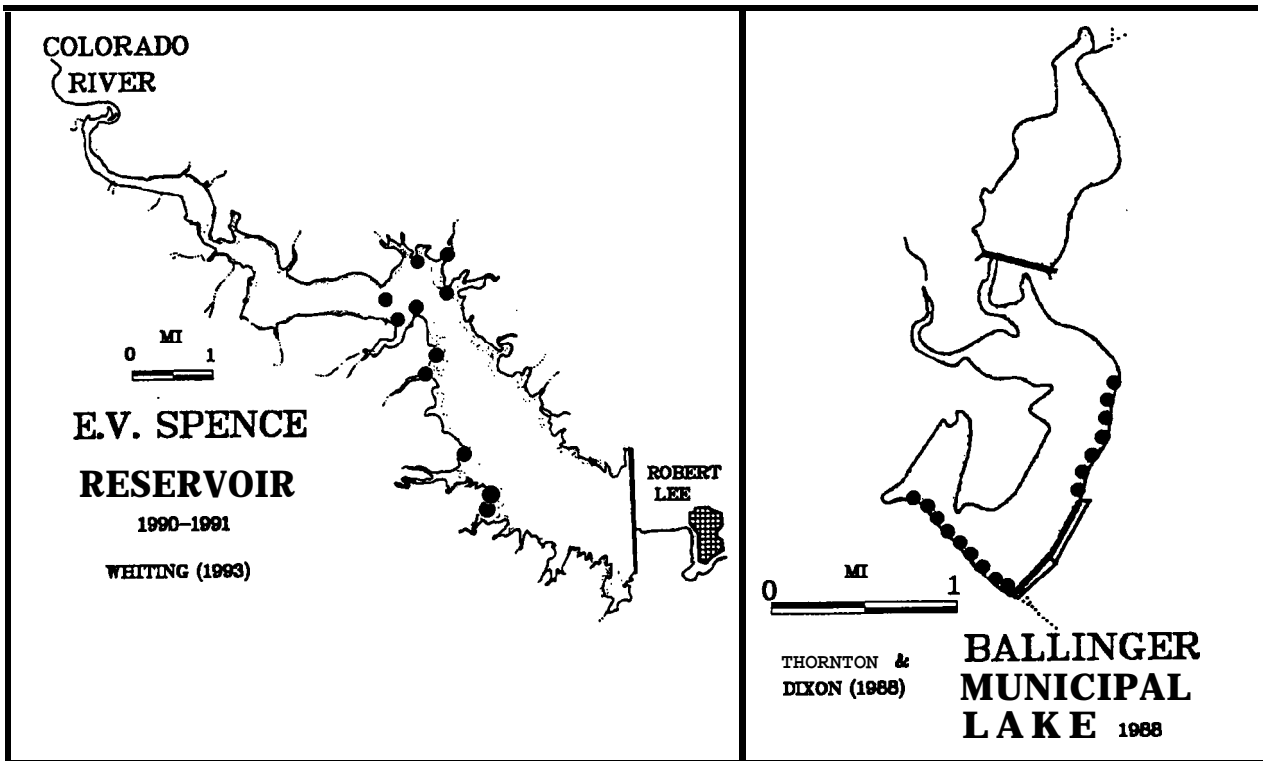 COLORADO
RIVER
MI
0 1
E.V. SPENCE
RESERVOIR
1990-1991
WHITING (1993)
ROBERT
LEE
MI
0 1
THORNTON &
DIXON (1988)
BALLINGER
MUNICIPAL
LAKE 1988